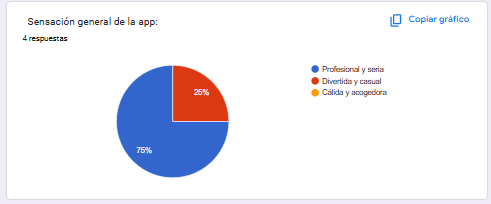 Sensación general de la app:
Copiar gráfico
4 respuestas
Profesional y seria
Divertida y casual
Cálida y acogedora
25%
75%